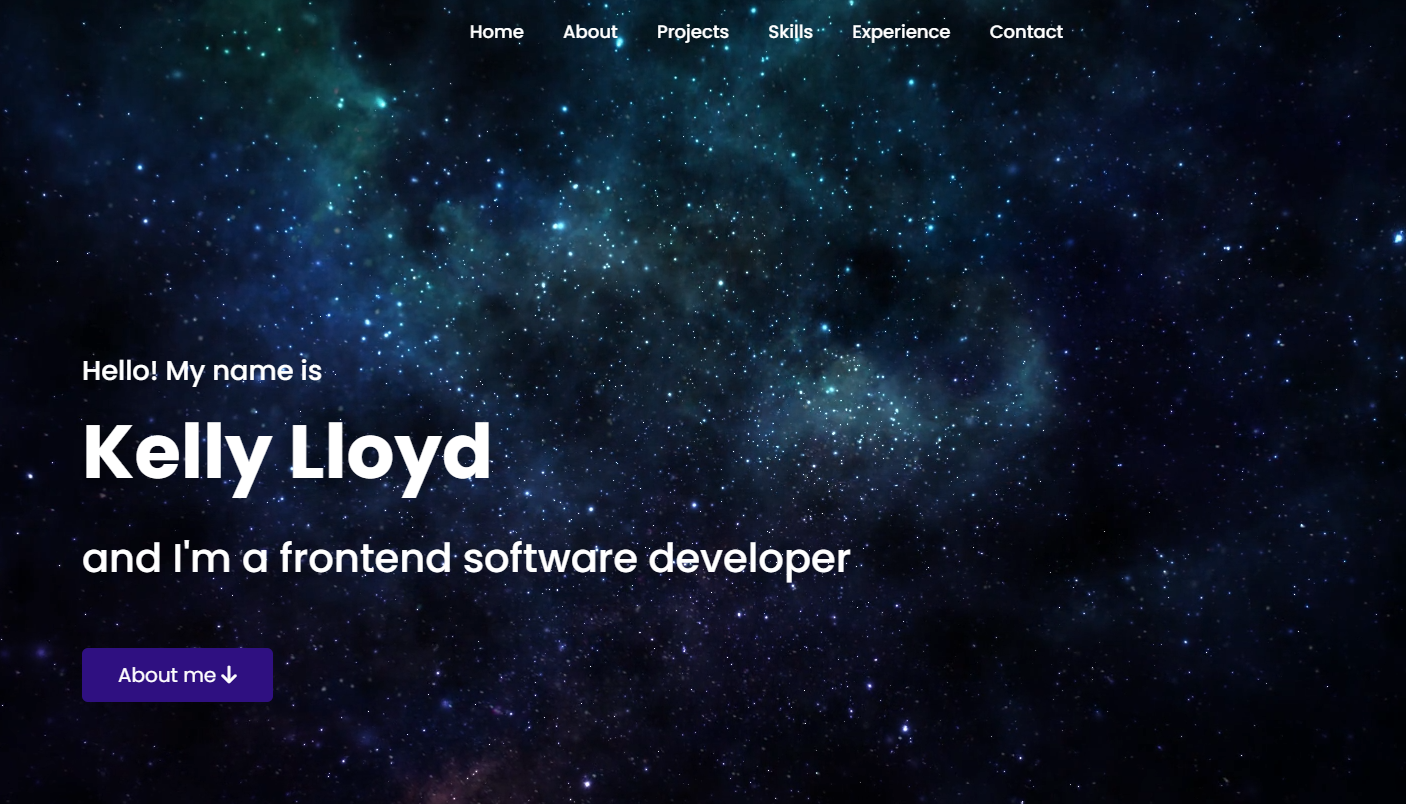 Home About Projects Skills Experience Contact
Hello! My name is
Kelly Lloyd
and I'm a frontend software developer
About me